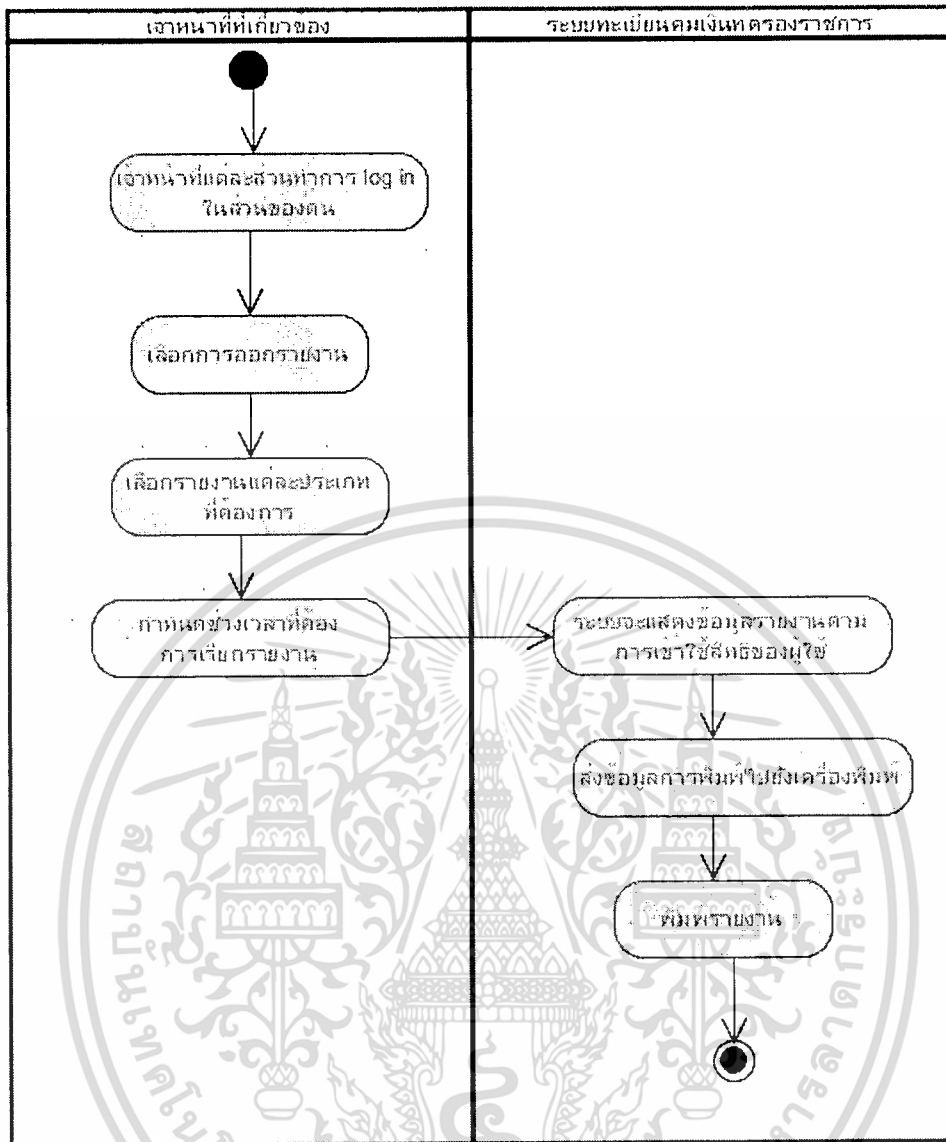 เจ้าหน้าที่ที่เกี่ยวข้อง
ระบบทะเบียนคุมเงินทดรองราชการ
เจ้าหน้าที่แต่ละส่วนทำการ log in
ในส่วนของตน
เลือกการออกรายงาน
เลือกรายงานแต่ละประเภท
ที่ต้องการ
กำหนดช่วงเวลาที่ต้อง
การเรียกรายงาน
ระบบจะแสดงข้อมูลรายงานตาม
การเข้าใช้สิทธิของผู้ใช้
ส่งข้อมูลการพิมพ์ไปยังเครื่องพิมพ์
พิมพ์รายงาน